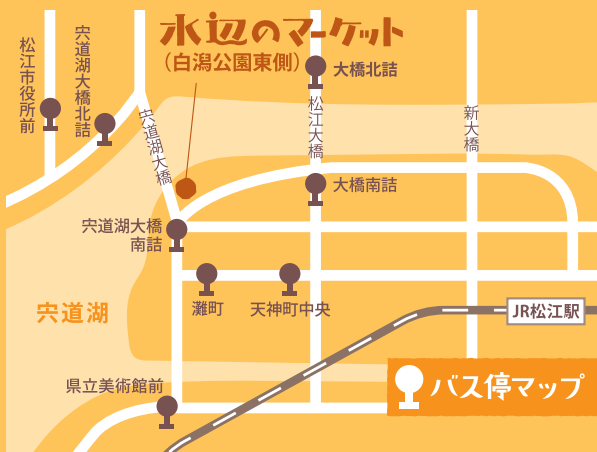 水辺のマーケット
（白潟公園東側）
松江市役所前
宍道湖大橋北詰
大橋北詰
宍道湖大橋
松江大橋
新大橋
大橋南詰
宍道湖大橋
南詰
灘町
天神町中央
宍道湖
JR松江駅
県立美術館前
バス停マップ